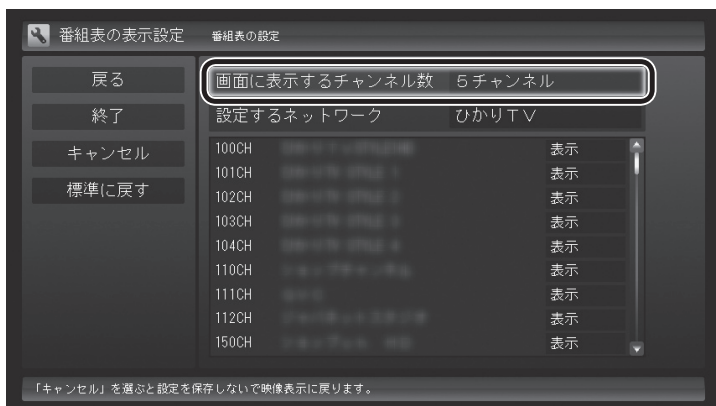 番組表の表示設定 番組表の設定
戻る
終了
キャンセル
標準に戻す
画面に表示するチャンネル数 5チャンネル
設定するネットワーク ひかりTV
100CH 表示
101CH 表示
102CH 表示
103CH 表示
104CH 表示
110CH 表示
111CH 表示
112CH 表示
150CH 表示
「キャンセル」を選ぶと設定を保存しないで映像表示に戻ります。